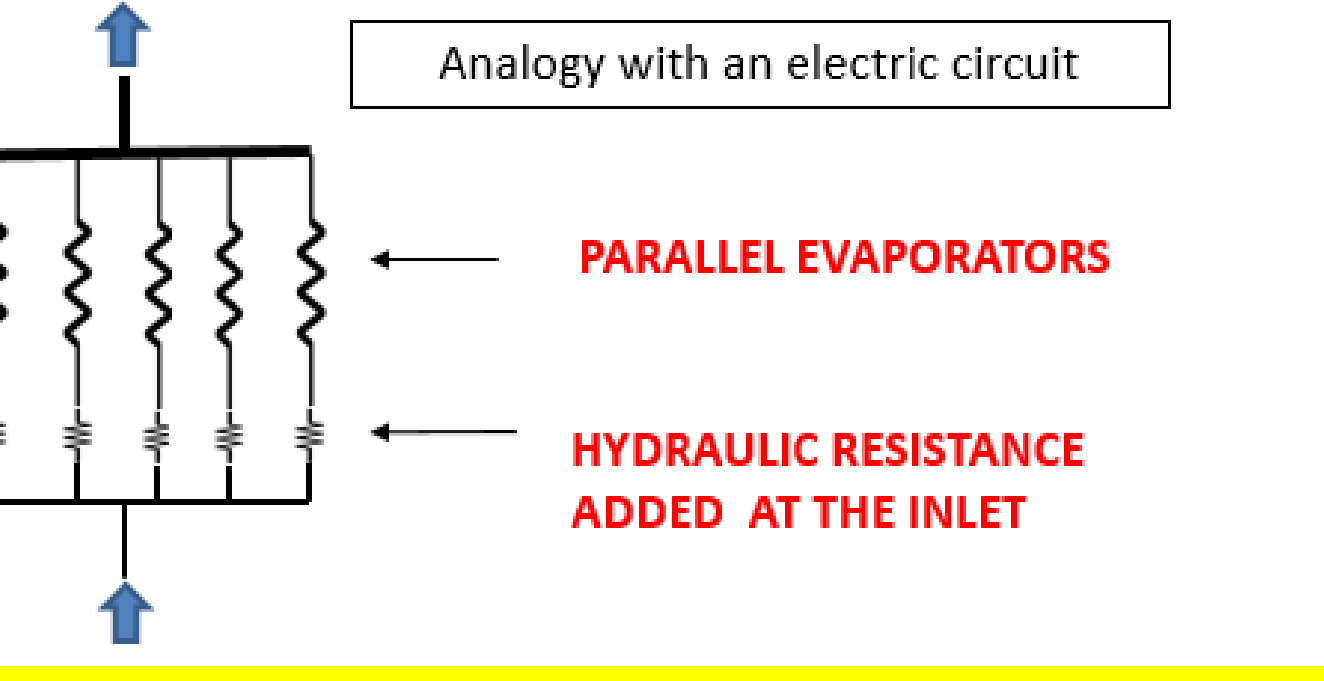 Analogy with an electric circuit
PARALLEL EVAPORATORS
HYDRAULIC RESISTANCE
ADDED AT THE INLET